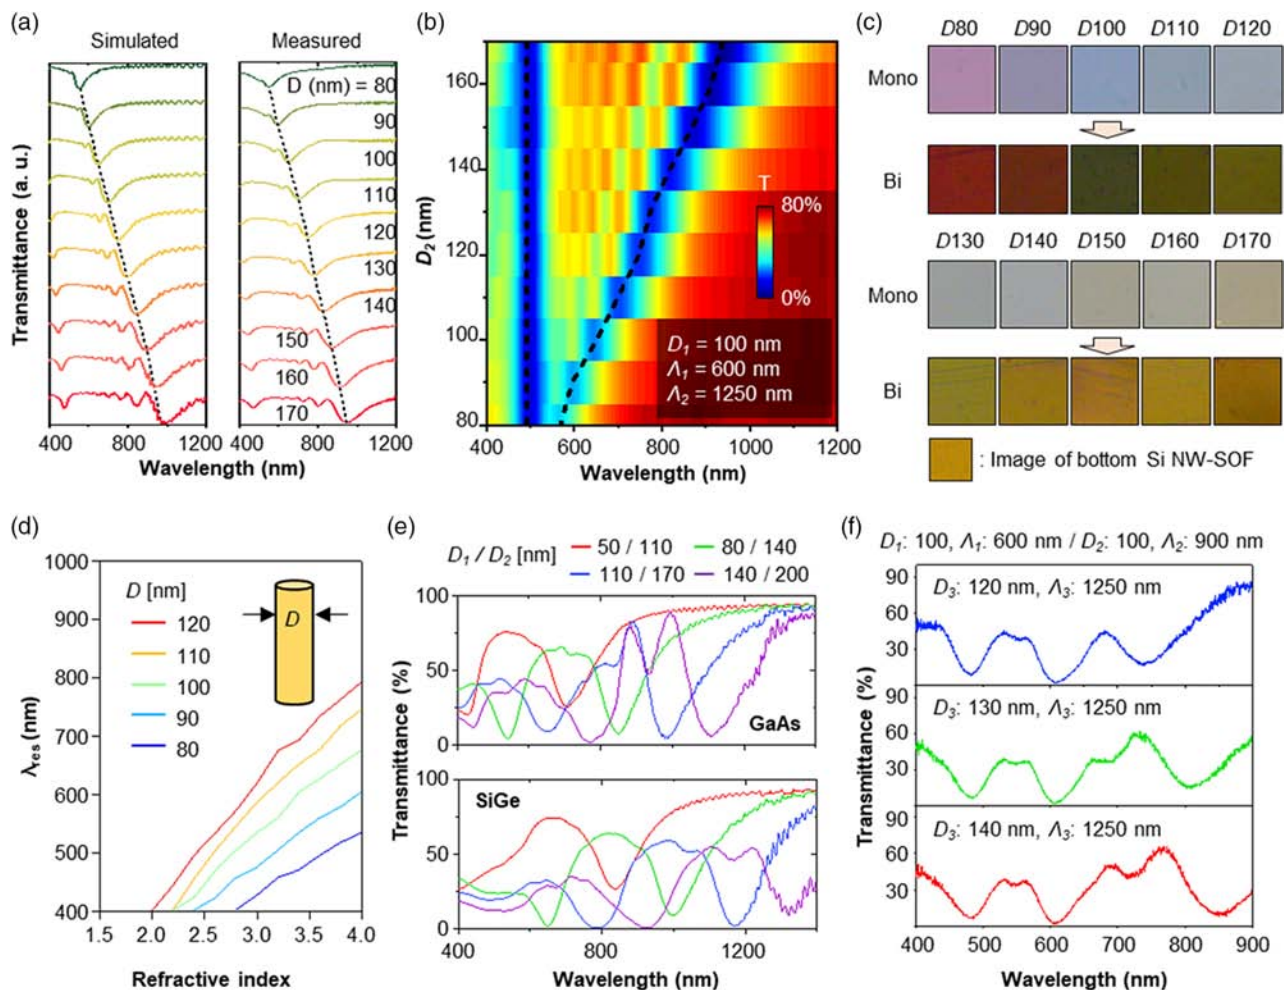 (a)
Simulated Measured
D (nm) = 80
90
100
110
120
130
140
150
160
170
Transmittance (a. u.)
400 800 1200 400 800 1200
Wavelength (nm)
(b)
160
140
120
100
80
D₂ (nm)
T
80%
0%
D₁ = 100 nm
Λ₁ = 600 nm
Λ₂ = 1250 nm
400 600 800 1000 1200
Wavelength (nm)
(c)
D80 D90 D100 D110 D120
Mono
Bi
D130 D140 D150 D160 D170
Mono
Bi
: Image of bottom Si NW-SOF
(d)
1000
900
800
700
600
500
400
λres (nm)
D [nm]
120
110
100
90
80
D
1.5 2.0 2.5 3.0 3.5 4.0
Refractive index
(e)
D₁ / D₂ [nm] 50 / 110 80 / 140
110 / 170 140 / 200
100
50
0
GaAs
100
50
0
SiGe
Transmittance (%)
400 800 1200
Wavelength (nm)
(f)
D₁: 100, Λ₁: 600 nm / D₂: 100, Λ₂: 900 nm
90
60
30
D₃: 120 nm, Λ₃: 1250 nm
90
60
30
D₃: 130 nm, Λ₃: 1250 nm
90
60
30
D₃: 140 nm, Λ₃: 1250 nm
Transmittance (%)
400 500 600 700 800 900
Wavelength (nm)